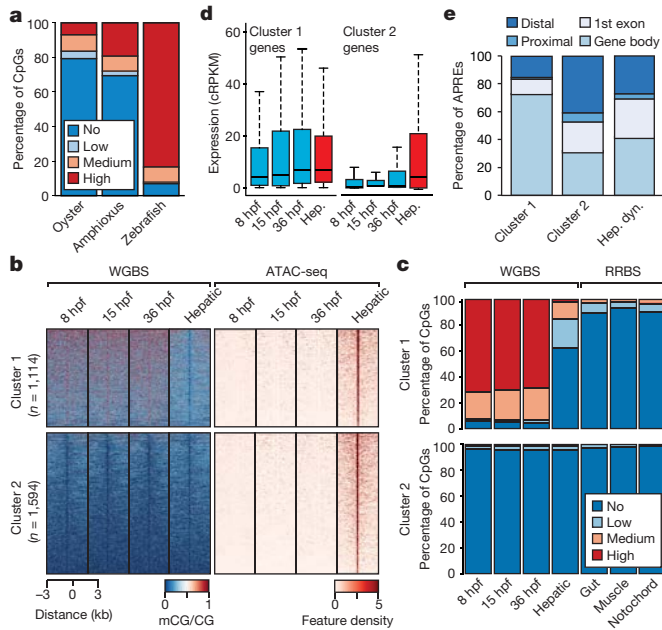 a
Percentage of CpGs
100
80
60
40
20
0
No
Low
Medium
High
Oyster
Amphioxus
Zebrafish
d
Cluster 1 genes
Cluster 2 genes
Expression (cRPKM)
60
40
20
0
8 hpf
15 hpf
36 hpf
Hep.
8 hpf
15 hpf
36 hpf
Hep.
e
Distal
Proximal
1st exon
Gene body
Percentage of APREs
100
80
60
40
20
0
Cluster 1
Cluster 2
Hep. dyn.
b
WGBS
ATAC-seq
8 hpf
15 hpf
36 hpf
Hepatic
8 hpf
15 hpf
36 hpf
Hepatic
Cluster 1
(n = 1,114)
Cluster 2
(n = 1,594)
−3 0 3
Distance (kb)
0 1
mCG/CG
0 5
Feature density
c
WGBS
RRBS
Cluster 1
Percentage of CpGs
100
80
60
40
20
0
Cluster 2
Percentage of CpGs
100
80
60
40
20
0
No
Low
Medium
High
8 hpf
15 hpf
36 hpf
Hepatic
Gut
Muscle
Notochord